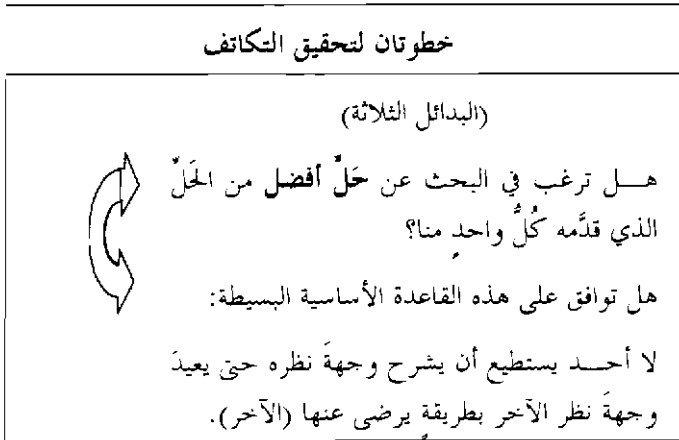 خطوتان لتحقيق التكاتف
(البدائل الثلاثة)
هـــل ترغب في البحث عن حَلٍّ أفضل من الحَلِّ
الذي قدَّمه كُلُّ واحدٍ منا؟
هل توافق على هذه القاعدة الأساسية البسيطة:
لا أحـــد يستطيع أن يشرح وجهةَ نظره حتى يعيدَ
وجهةَ نظر الآخر بطريقةٍ يرضى عنها (الآخر).